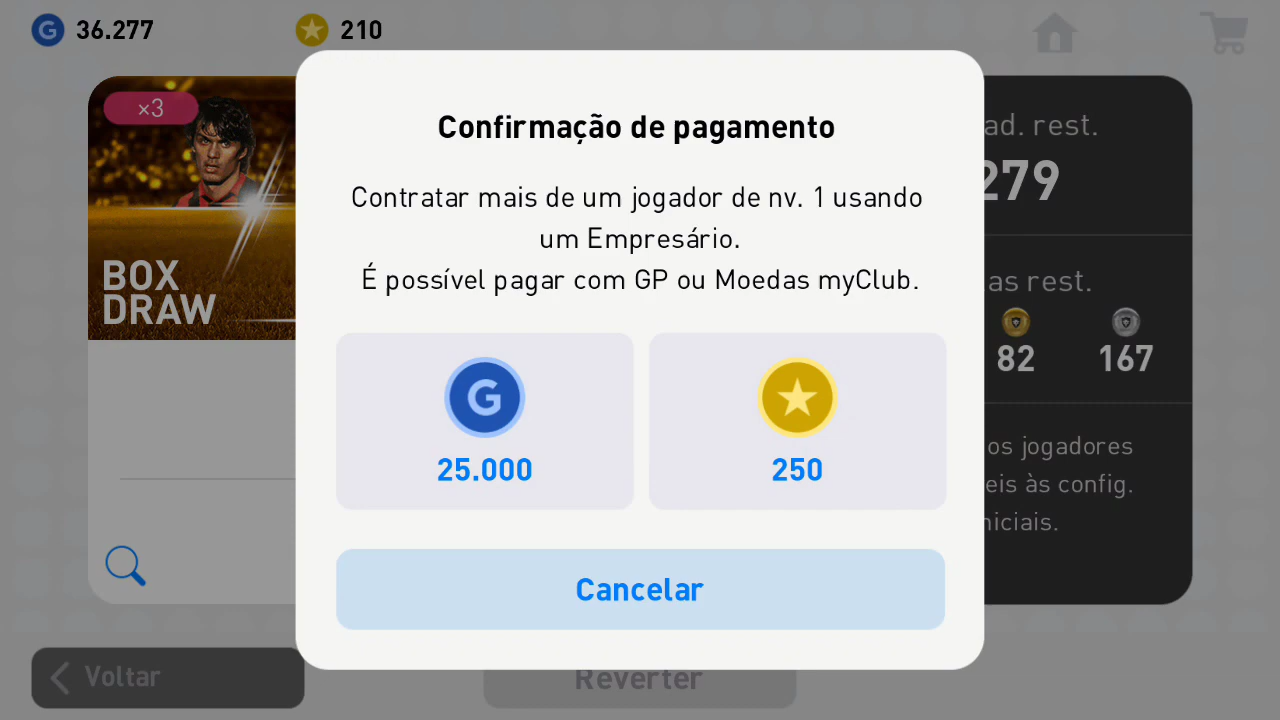 36.277
210
×3
BOX
DRAW
Confirmação de pagamento
Contratar mais de um jogador de nv. 1 usando
um Empresário.
É possível pagar com GP ou Moedas myClub.
G
25.000
250
Cancelar
ad. rest.
279
as rest.
82
167
os jogadores
eis às config.
niciais.
Voltar
Reverter